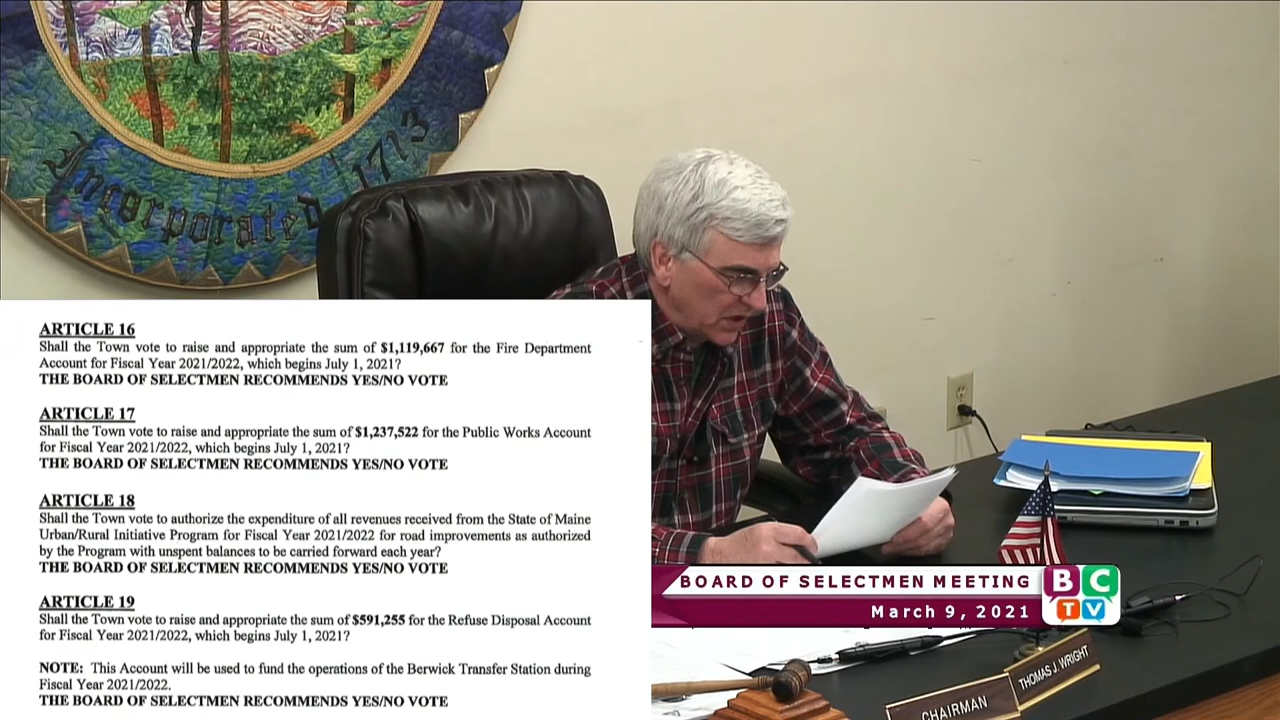 Incorporated 1713
ARTICLE 16
Shall the Town vote to raise and appropriate the sum of $1,119,667 for the Fire Department
Account for Fiscal Year 2021/2022, which begins July 1, 2021?
THE BOARD OF SELECTMEN RECOMMENDS YES/NO VOTE
ARTICLE 17
Shall the Town vote to raise and appropriate the sum of $1,237,522 for the Public Works Account
for Fiscal Year 2021/2022, which begins July 1, 2021?
THE BOARD OF SELECTMEN RECOMMENDS YES/NO VOTE
ARTICLE 18
Shall the Town vote to authorize the expenditure of all revenues received from the State of Maine
Urban/Rural Initiative Program for Fiscal Year 2021/2022 for road improvements as authorized
by the Program with unspent balances to be carried forward each year?
THE BOARD OF SELECTMEN RECOMMENDS YES/NO VOTE
ARTICLE 19
Shall the Town vote to raise and appropriate the sum of $591,255 for the Refuse Disposal Account
for Fiscal Year 2021/2022, which begins July 1, 2021?
NOTE: This Account will be used to fund the operations of the Berwick Transfer Station during
Fiscal Year 2021/2022.
THE BOARD OF SELECTMEN RECOMMENDS YES/NO VOTE
BOARD OF SELECTMEN MEETING
March 9, 2021
BC
TV
CHAIRMAN
THOMAS J. WRIGHT